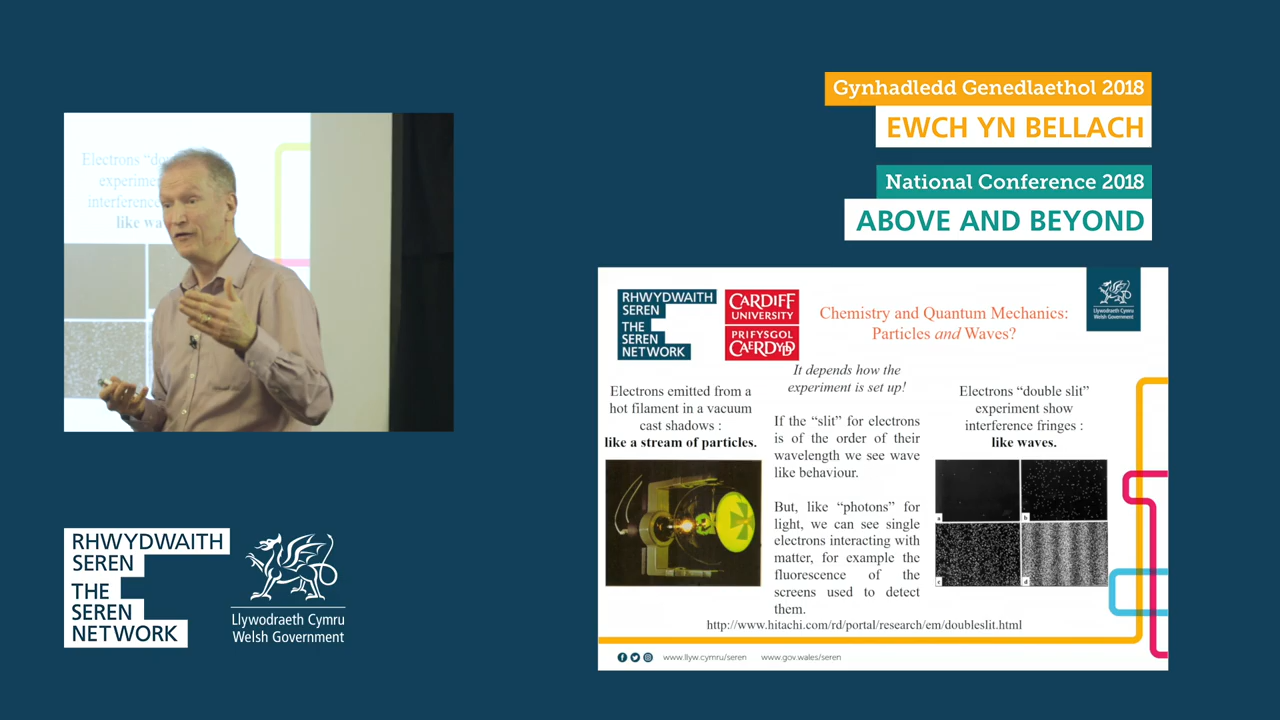 Gynhadledd Genedlaethol 2018
EWCH YN BELLACH
National Conference 2018
ABOVE AND BEYOND
Electrons "dou
experime
interference
like wa
RHWYDWAITH
SEREN
THE
SEREN
NETWORK
Llywodraeth Cymru
Welsh Government
RHWYDWAITH
SEREN
THE
SEREN
NETWORK
CARDIFF
UNIVERSITY
PRIFYSGOL
CAERDYDD
Chemistry and Quantum Mechanics:
Particles and Waves?
Llywodraeth Cymru
Welsh Government
Electrons emitted from a
hot filament in a vacuum
cast shadows :
like a stream of particles.
It depends how the
experiment is set up!
If the "slit" for electrons
is of the order of their
wavelength we see wave
like behaviour.
But, like "photons" for
light, we can see single
electrons interacting with
matter, for example the
fluorescence of the
screens used to detect
them.
Electrons "double slit"
experiment show
interference fringes :
like waves.
a
b
c
d
http://www.hitachi.com/rd/portal/research/em/doubleslit.html
www.llyw.cymru/seren www.gov.wales/seren